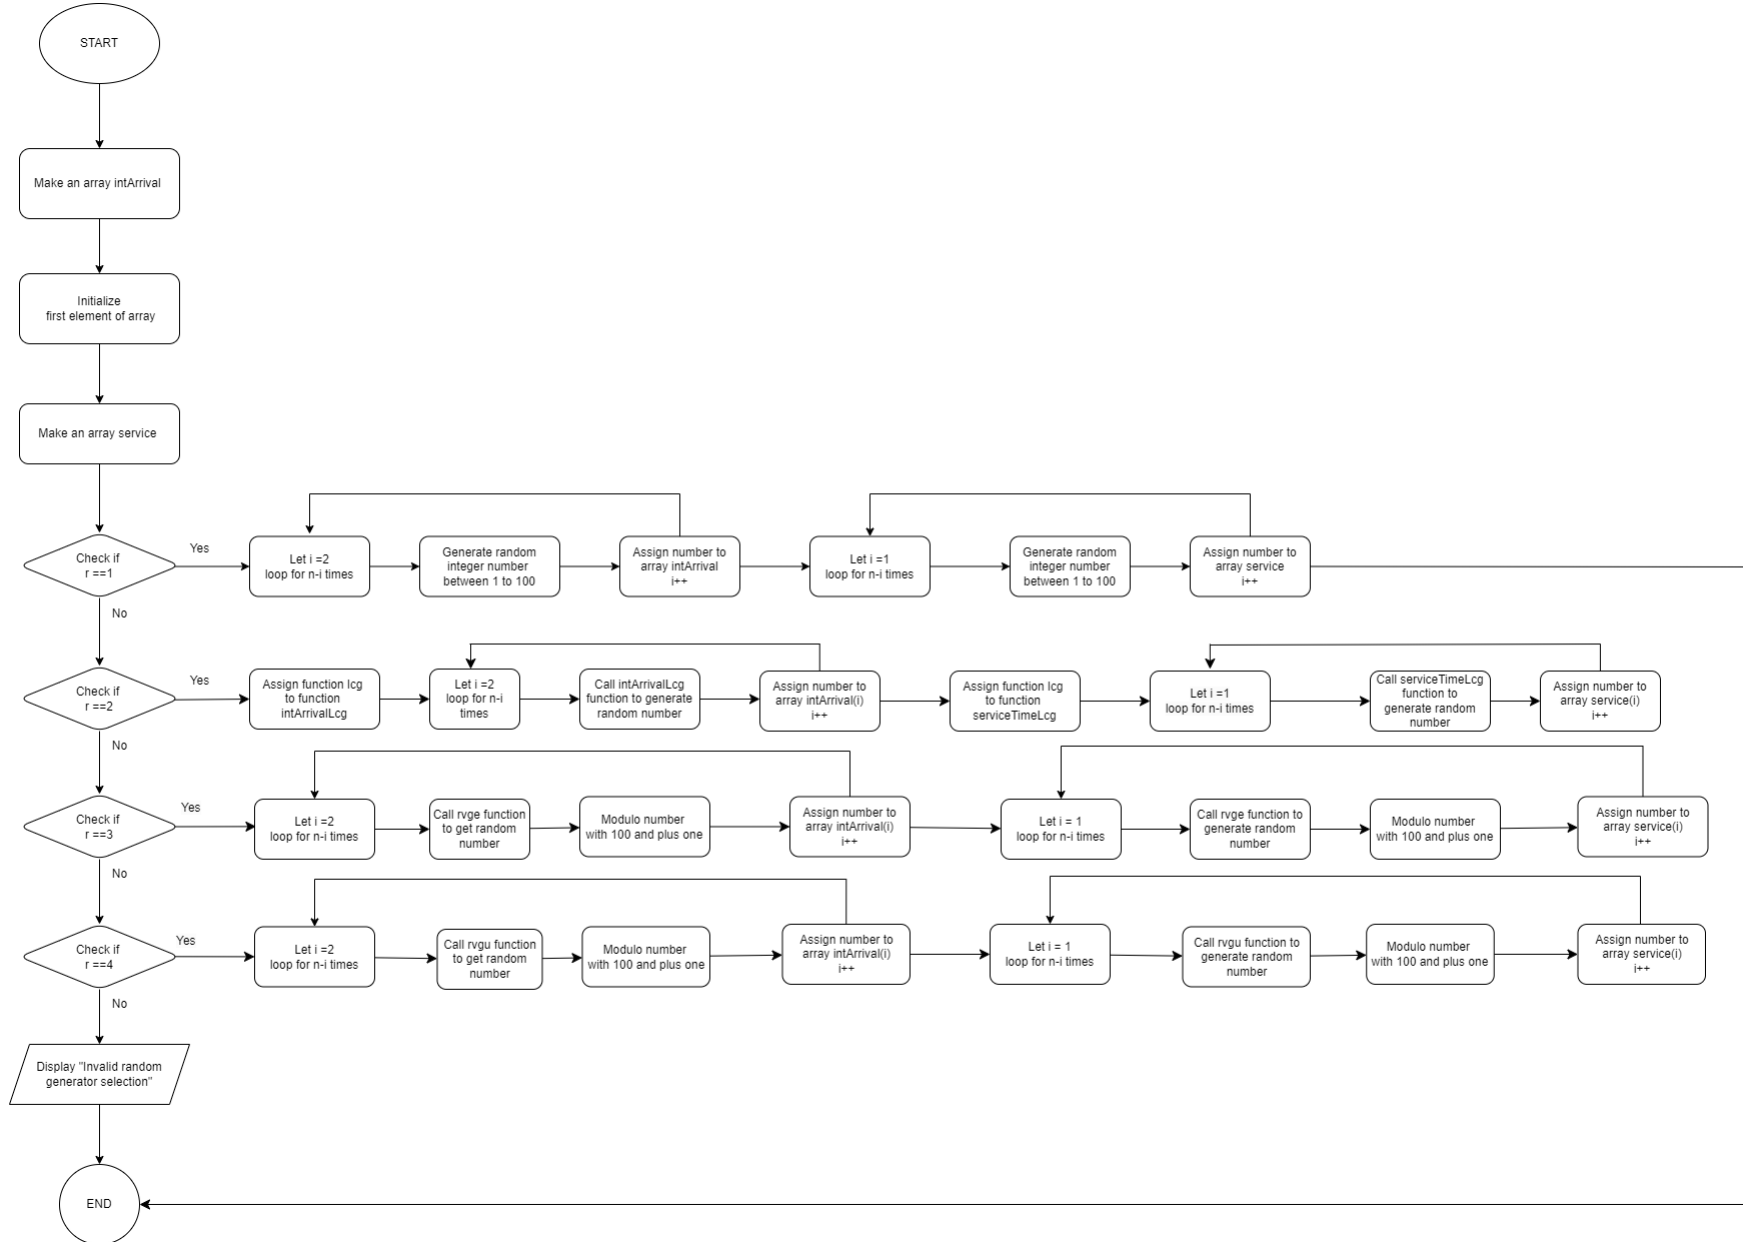 START
Make an array intArrival
Initialize
first element of array
Make an array service
Check if
r ==1
Yes
Let i =2
loop for n-i times
Generate random
integer number
between 1 to 100
Assign number to
array intArrival
i++
Let i =1
loop for n-i times
Generate random
integer number
between 1 to 100
Assign number to
array service
i++
No
Check if
r ==2
Yes
Assign function lcg
to function
intArrivalLcg
Let i =2
loop for n-i
times
Call intArrivalLcg
function to generate
random number
Assign number to
array intArrival(i)
i++
Assign function lcg
to function
serviceTimeLcg
Let i =1
loop for n-i times
Call serviceTimeLcg
function to
generate random
number
Assign number to
array service(i)
i++
No
Check if
r ==3
Yes
Let i =2
loop for n-i times
Call rvge function
to get random
number
Modulo number
with 100 and plus one
Assign number to
array intArrival(i)
i++
Let i = 1
loop for n-i times
Call rvge function to
generate random
number
Modulo number
with 100 and plus one
Assign number to
array service(i)
i++
No
Check if
r ==4
Yes
Let i =2
loop for n-i times
Call rvgu function
to get random
number
Modulo number
with 100 and plus one
Assign number to
array intArrival(i)
i++
Let i = 1
loop for n-i times
Call rvgu function to
generate random
number
Modulo number
with 100 and plus one
Assign number to
array service(i)
i++
No
Display "Invalid random
generator selection"
END